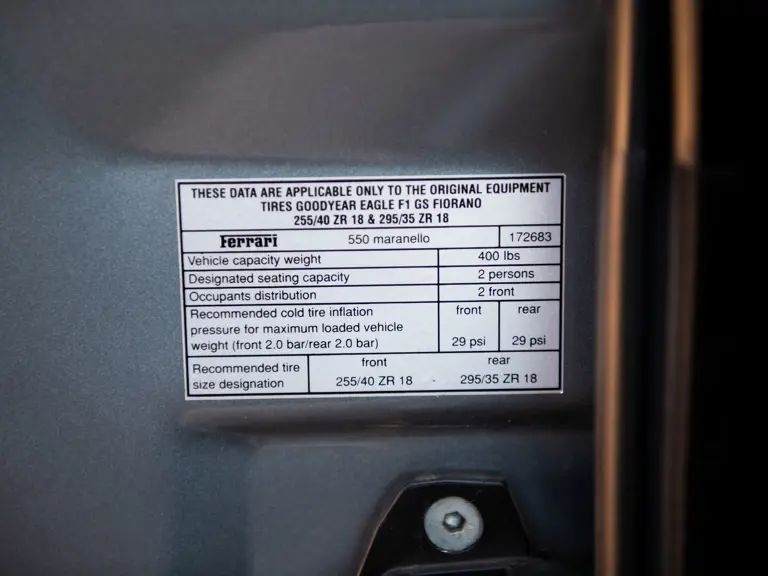 THESE DATA ARE APPLICABLE ONLY TO THE ORIGINAL EQUIPMENT
TIRES GOODYEAR EAGLE F1 GS FIORANO
255/40 ZR 18 & 295/35 ZR 18
Ferrari 550 maranello 172683
Vehicle capacity weight 400 lbs
Designated seating capacity 2 persons
Occupants distribution 2 front
Recommended cold tire inflation front rear
pressure for maximum loaded vehicle
weight (front 2.0 bar/rear 2.0 bar) 29 psi 29 psi
front rear
Recommended tire
size designation 255/40 ZR 18 - 295/35 ZR 18